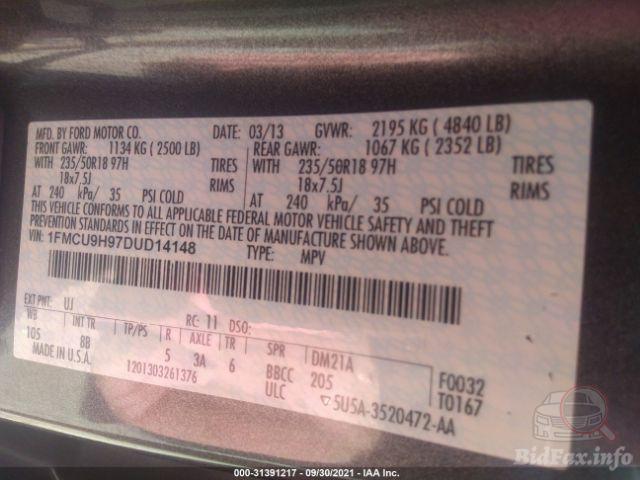 MFD. BY FORD MOTOR CO. DATE: 03/13 GVWR: 2195 KG ( 4840 LB)
FRONT GAWR: 1134 KG ( 2500 LB) REAR GAWR: 1067 KG ( 2352 LB)
WITH 235/50R18 97H TIRES WITH 235/50R18 97H TIRES
18x7.5J RIMS 18x7.5J RIMS
AT 240 kPa/ 35 PSI COLD AT 240 kPa/ 35 PSI COLD
THIS VEHICLE CONFORMS TO ALL APPLICABLE FEDERAL MOTOR VEHICLE SAFETY AND THEFT
PREVENTION STANDARDS IN EFFECT ON THE DATE OF MANUFACTURE SHOWN ABOVE.
VIN: 1FMCU9H97DUD14148 TYPE: MPV
EXT PNT: UJ RC: 11 DSO:
WB INT TR TP/PS R AXLE TR SPR DM21A F0032
105 8B 5 3A 6 BBCC 205 T0167
MADE IN U.S.A. 1201303261376 ULC 5U5A-3520472-AA
BidFax.info
000-31391217 - 09/30/2021 - IAA Inc.